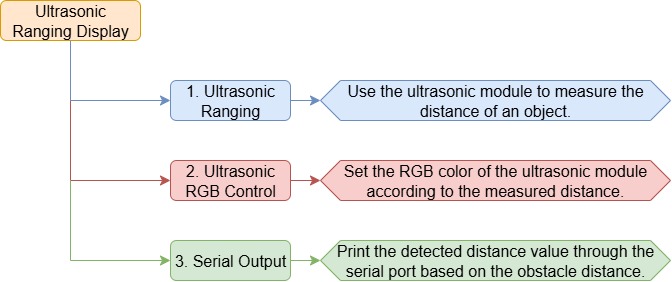 Ultrasonic
Ranging Display
1. Ultrasonic
Ranging
Use the ultrasonic module to measure the
distance of an object.
2. Ultrasonic
RGB Control
Set the RGB color of the ultrasonic module
according to the measured distance.
3. Serial Output
Print the detected distance value through the
serial port based on the obstacle distance.